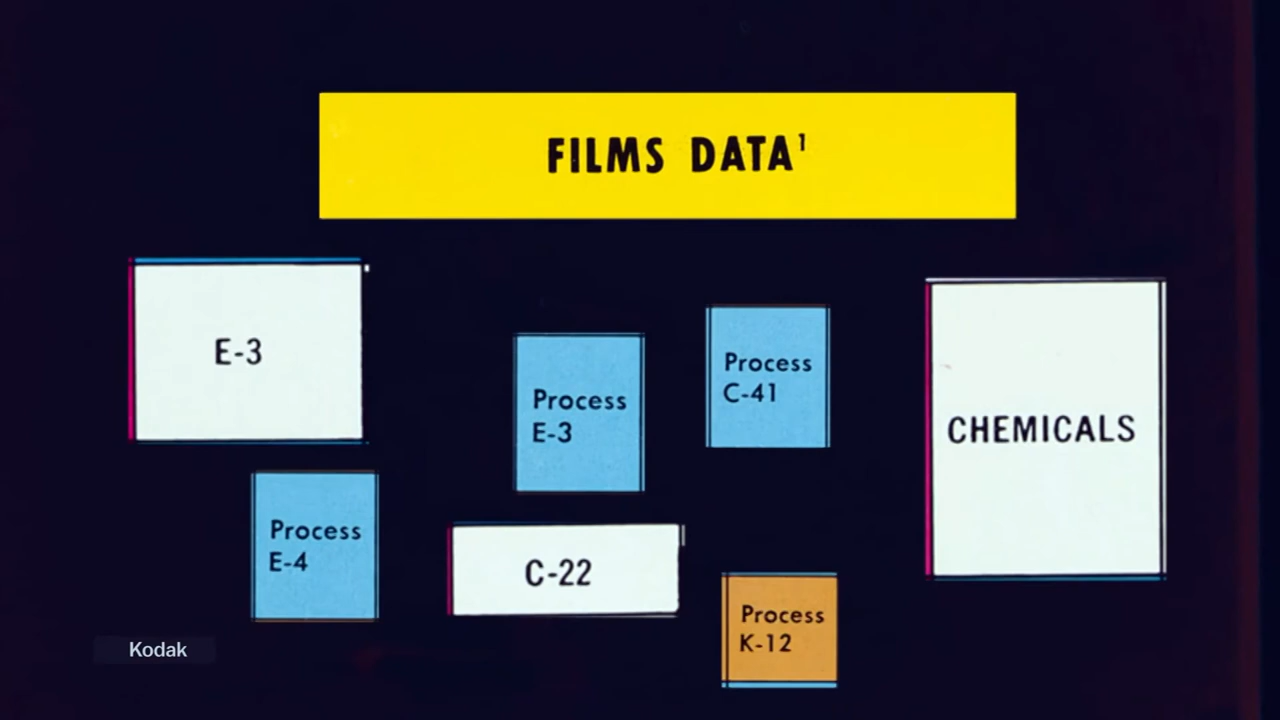 FILMS DATA¹
E-3
Process
C-41
Process
E-3
CHEMICALS
Process
E-4
C-22
Process
K-12
Kodak